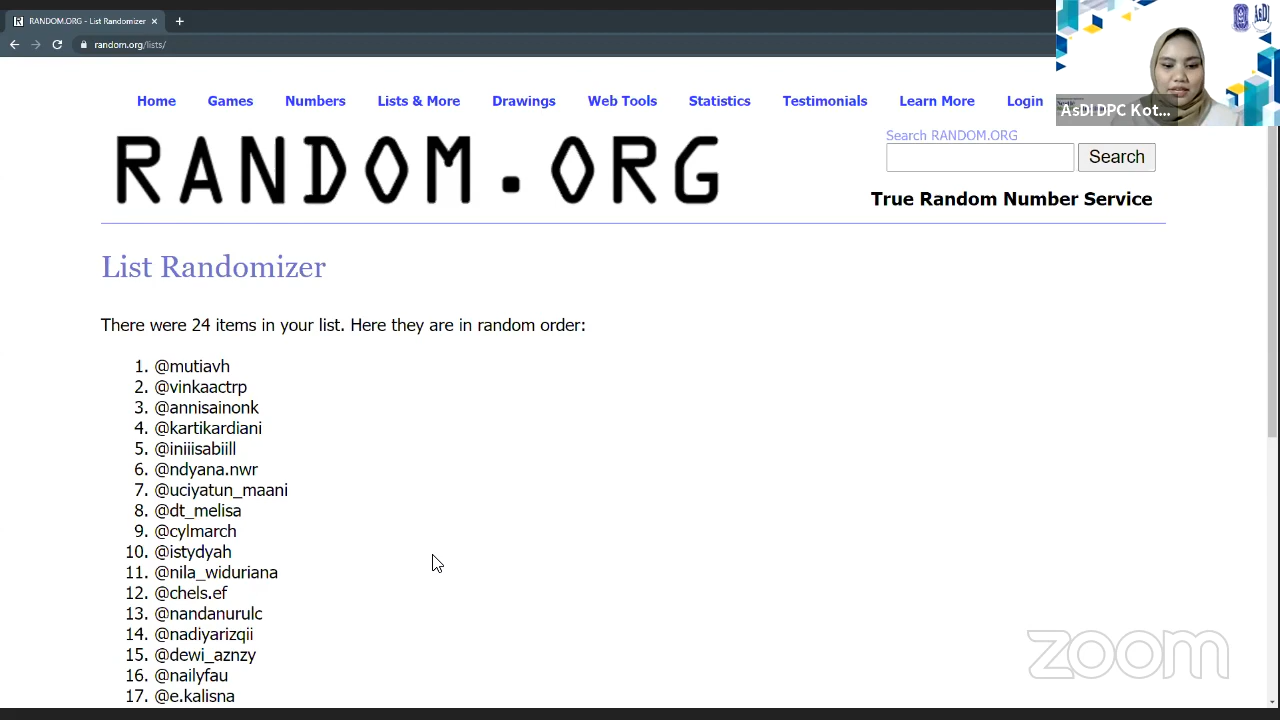 RANDOM.ORG - List Randomizer
random.org/lists/
AsDI DPC Kot...
Home Games Numbers Lists & More Drawings Web Tools Statistics Testimonials Learn More Login
RANDOM.ORG
Search RANDOM.ORG
Search
True Random Number Service
List Randomizer
There were 24 items in your list. Here they are in random order:
1. @mutiavh
2. @vinkaactrp
3. @annisainonk
4. @kartikardiani
5. @iniiisabiill
6. @ndyana.nwr
7. @uciyatun_maani
8. @dt_melisa
9. @cylmarch
10. @istydyah
11. @nila_widuriana
12. @chels.ef
13. @nandanurulc
14. @nadiyarizqii
15. @dewi_aznzy
16. @nailyfau
17. @e.kalisna
zoom